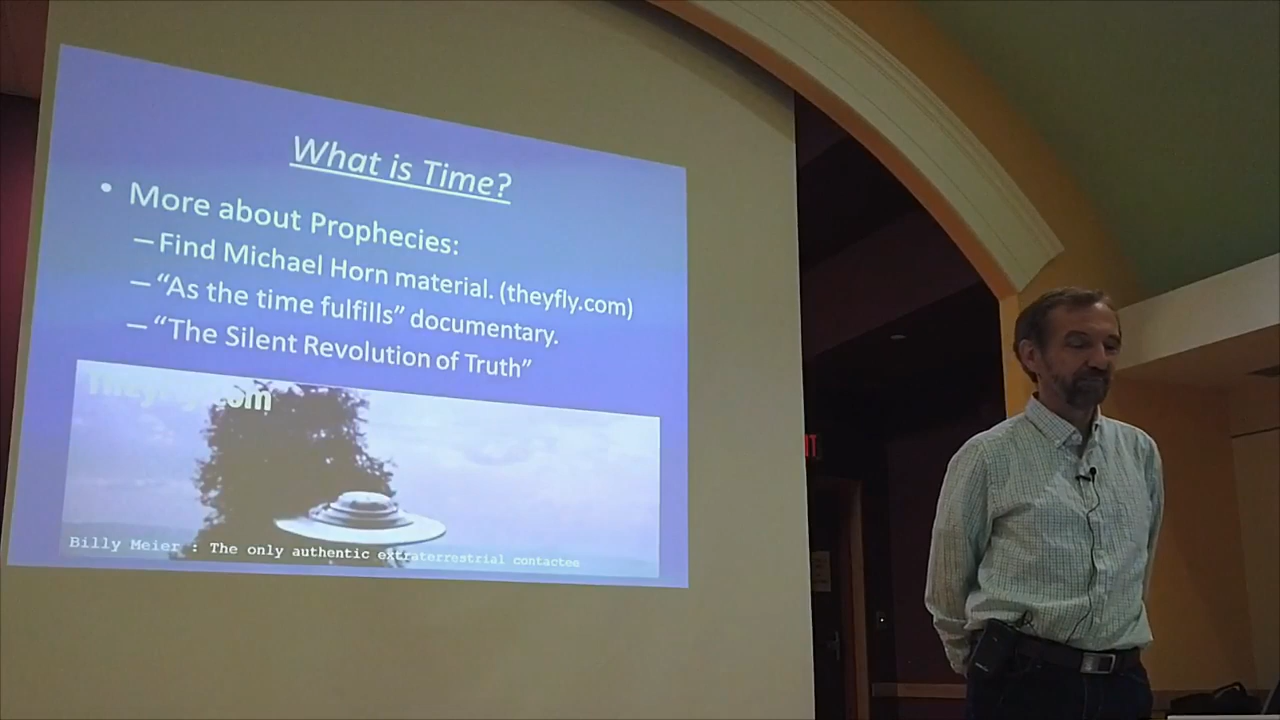 What is Time?
• More about Prophecies:
–Find Michael Horn material. (theyfly.com)
–“As the time fulfills” documentary.
–“The Silent Revolution of Truth”
Billy Meier : The only authentic extraterrestrial contactee
IT